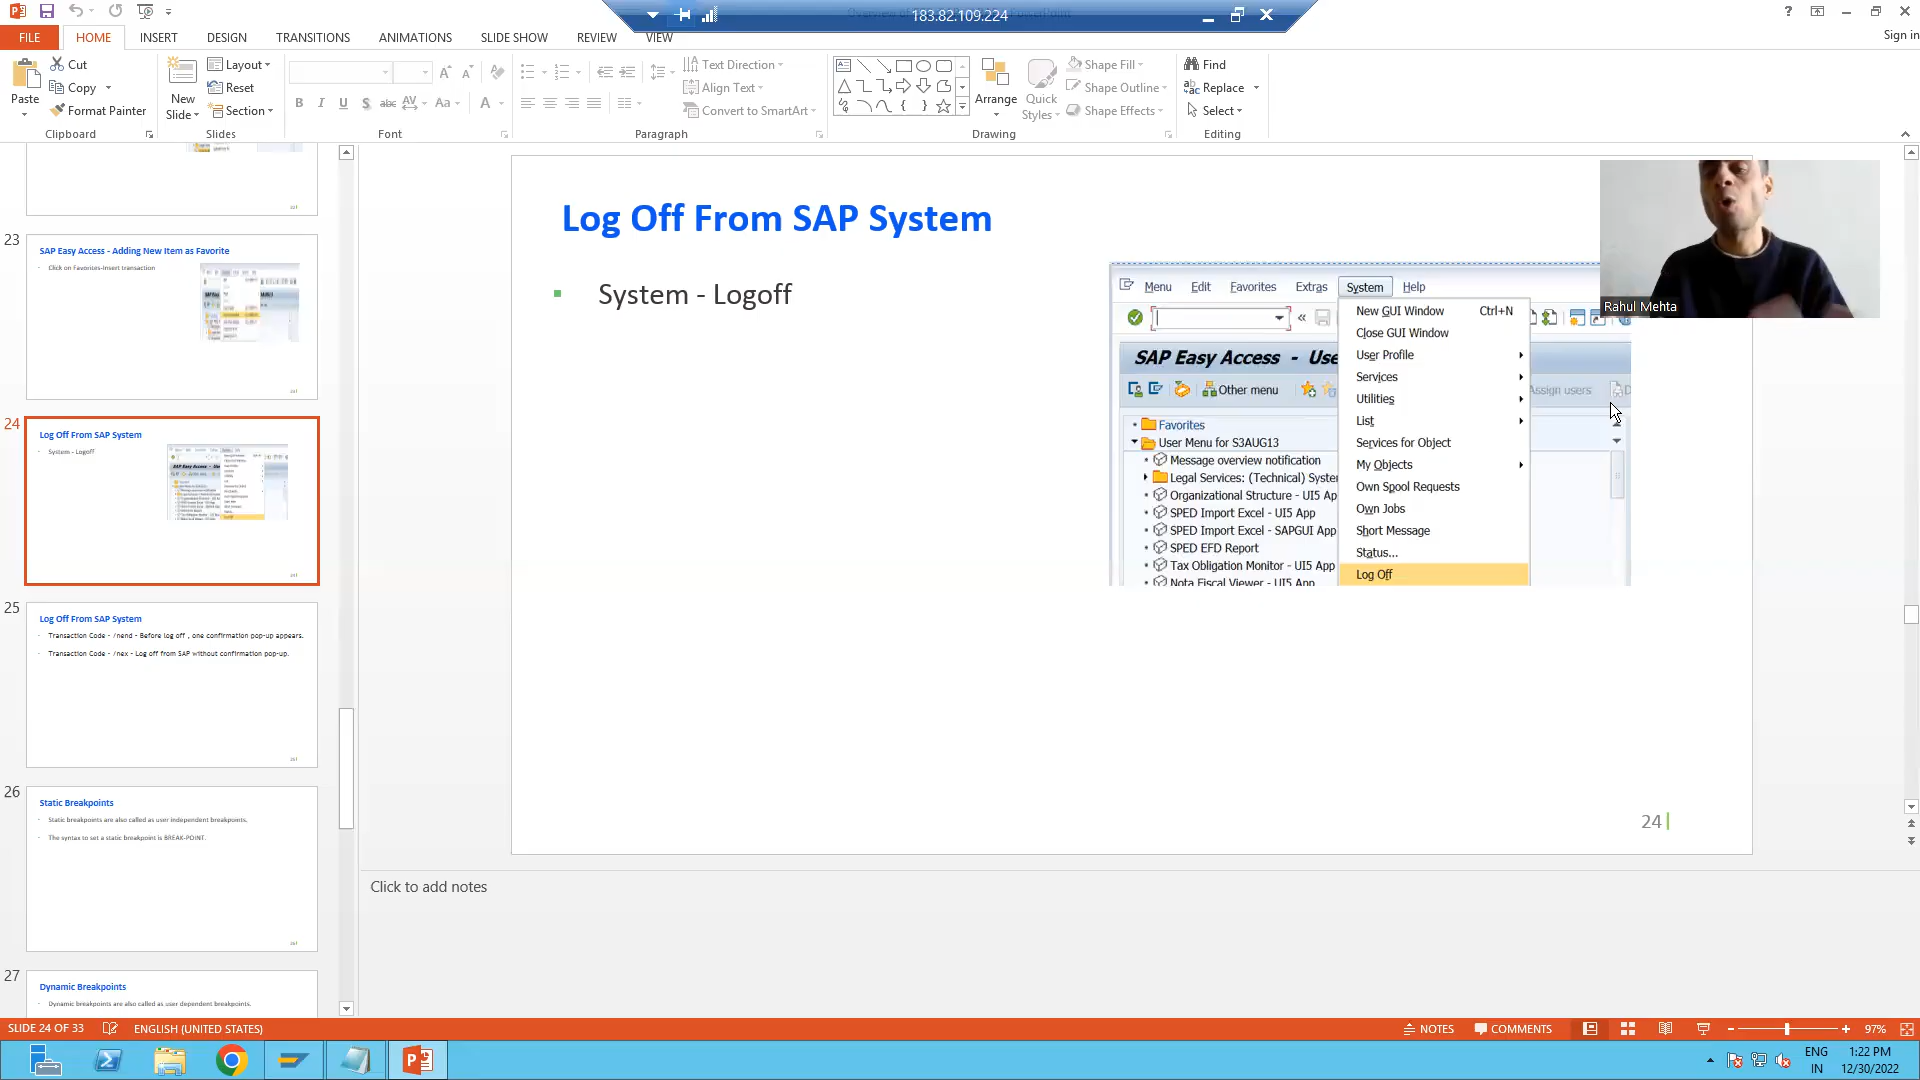 183.82.109.224
Sign in
FILE HOME INSERT DESIGN TRANSITIONS ANIMATIONS SLIDE SHOW REVIEW VIEW
Cut
Copy
Format Painter
Paste
Clipboard
New Slide
Layout
Reset
Section
Slides
Font
Text Direction
Align Text
Convert to SmartArt
Paragraph
Arrange
Quick Styles
Shape Fill
Shape Outline
Shape Effects
Drawing
Find
Replace
Select
Editing
23
SAP Easy Access - Adding New Item as Favorite
Click on Favorites-Insert transaction
24
Log Off From SAP System
System - Logoff
25
Log Off From SAP System
Transaction Code - /nend - Before log off , one confirmation pop-up appears.
Transaction Code - /nex - Log off from SAP without confirmation pop-up.
26
Static Breakpoints
Static breakpoints are also called as user independent breakpoints.
The syntax to set a static breakpoint is BREAK-POINT.
27
Dynamic Breakpoints
Dynamic breakpoints are also called as user dependent breakpoints.
Log Off From SAP System
System - Logoff
Menu Edit Favorites Extras System Help
SAP Easy Access - Use
Other menu
Assign users
Favorites
User Menu for S3AUG13
Message overview notification
Legal Services: (Technical) Syster
Organizational Structure - UI5 Ap
SPED Import Excel - UI5 App
SPED Import Excel - SAPGUI App
SPED EFD Report
Tax Obligation Monitor - UI5 App
Nota Fiscal Viewer - UI5 App
New GUI Window Ctrl+N
Close GUI Window
User Profile
Services
Utilities
List
Services for Object
My Objects
Own Spool Requests
Own Jobs
Short Message
Status...
Log Off
Rahul Mehta
24
Click to add notes
SLIDE 24 OF 33 ENGLISH (UNITED STATES) NOTES COMMENTS 97%
ENG 1:22 PM
IN 12/30/2022